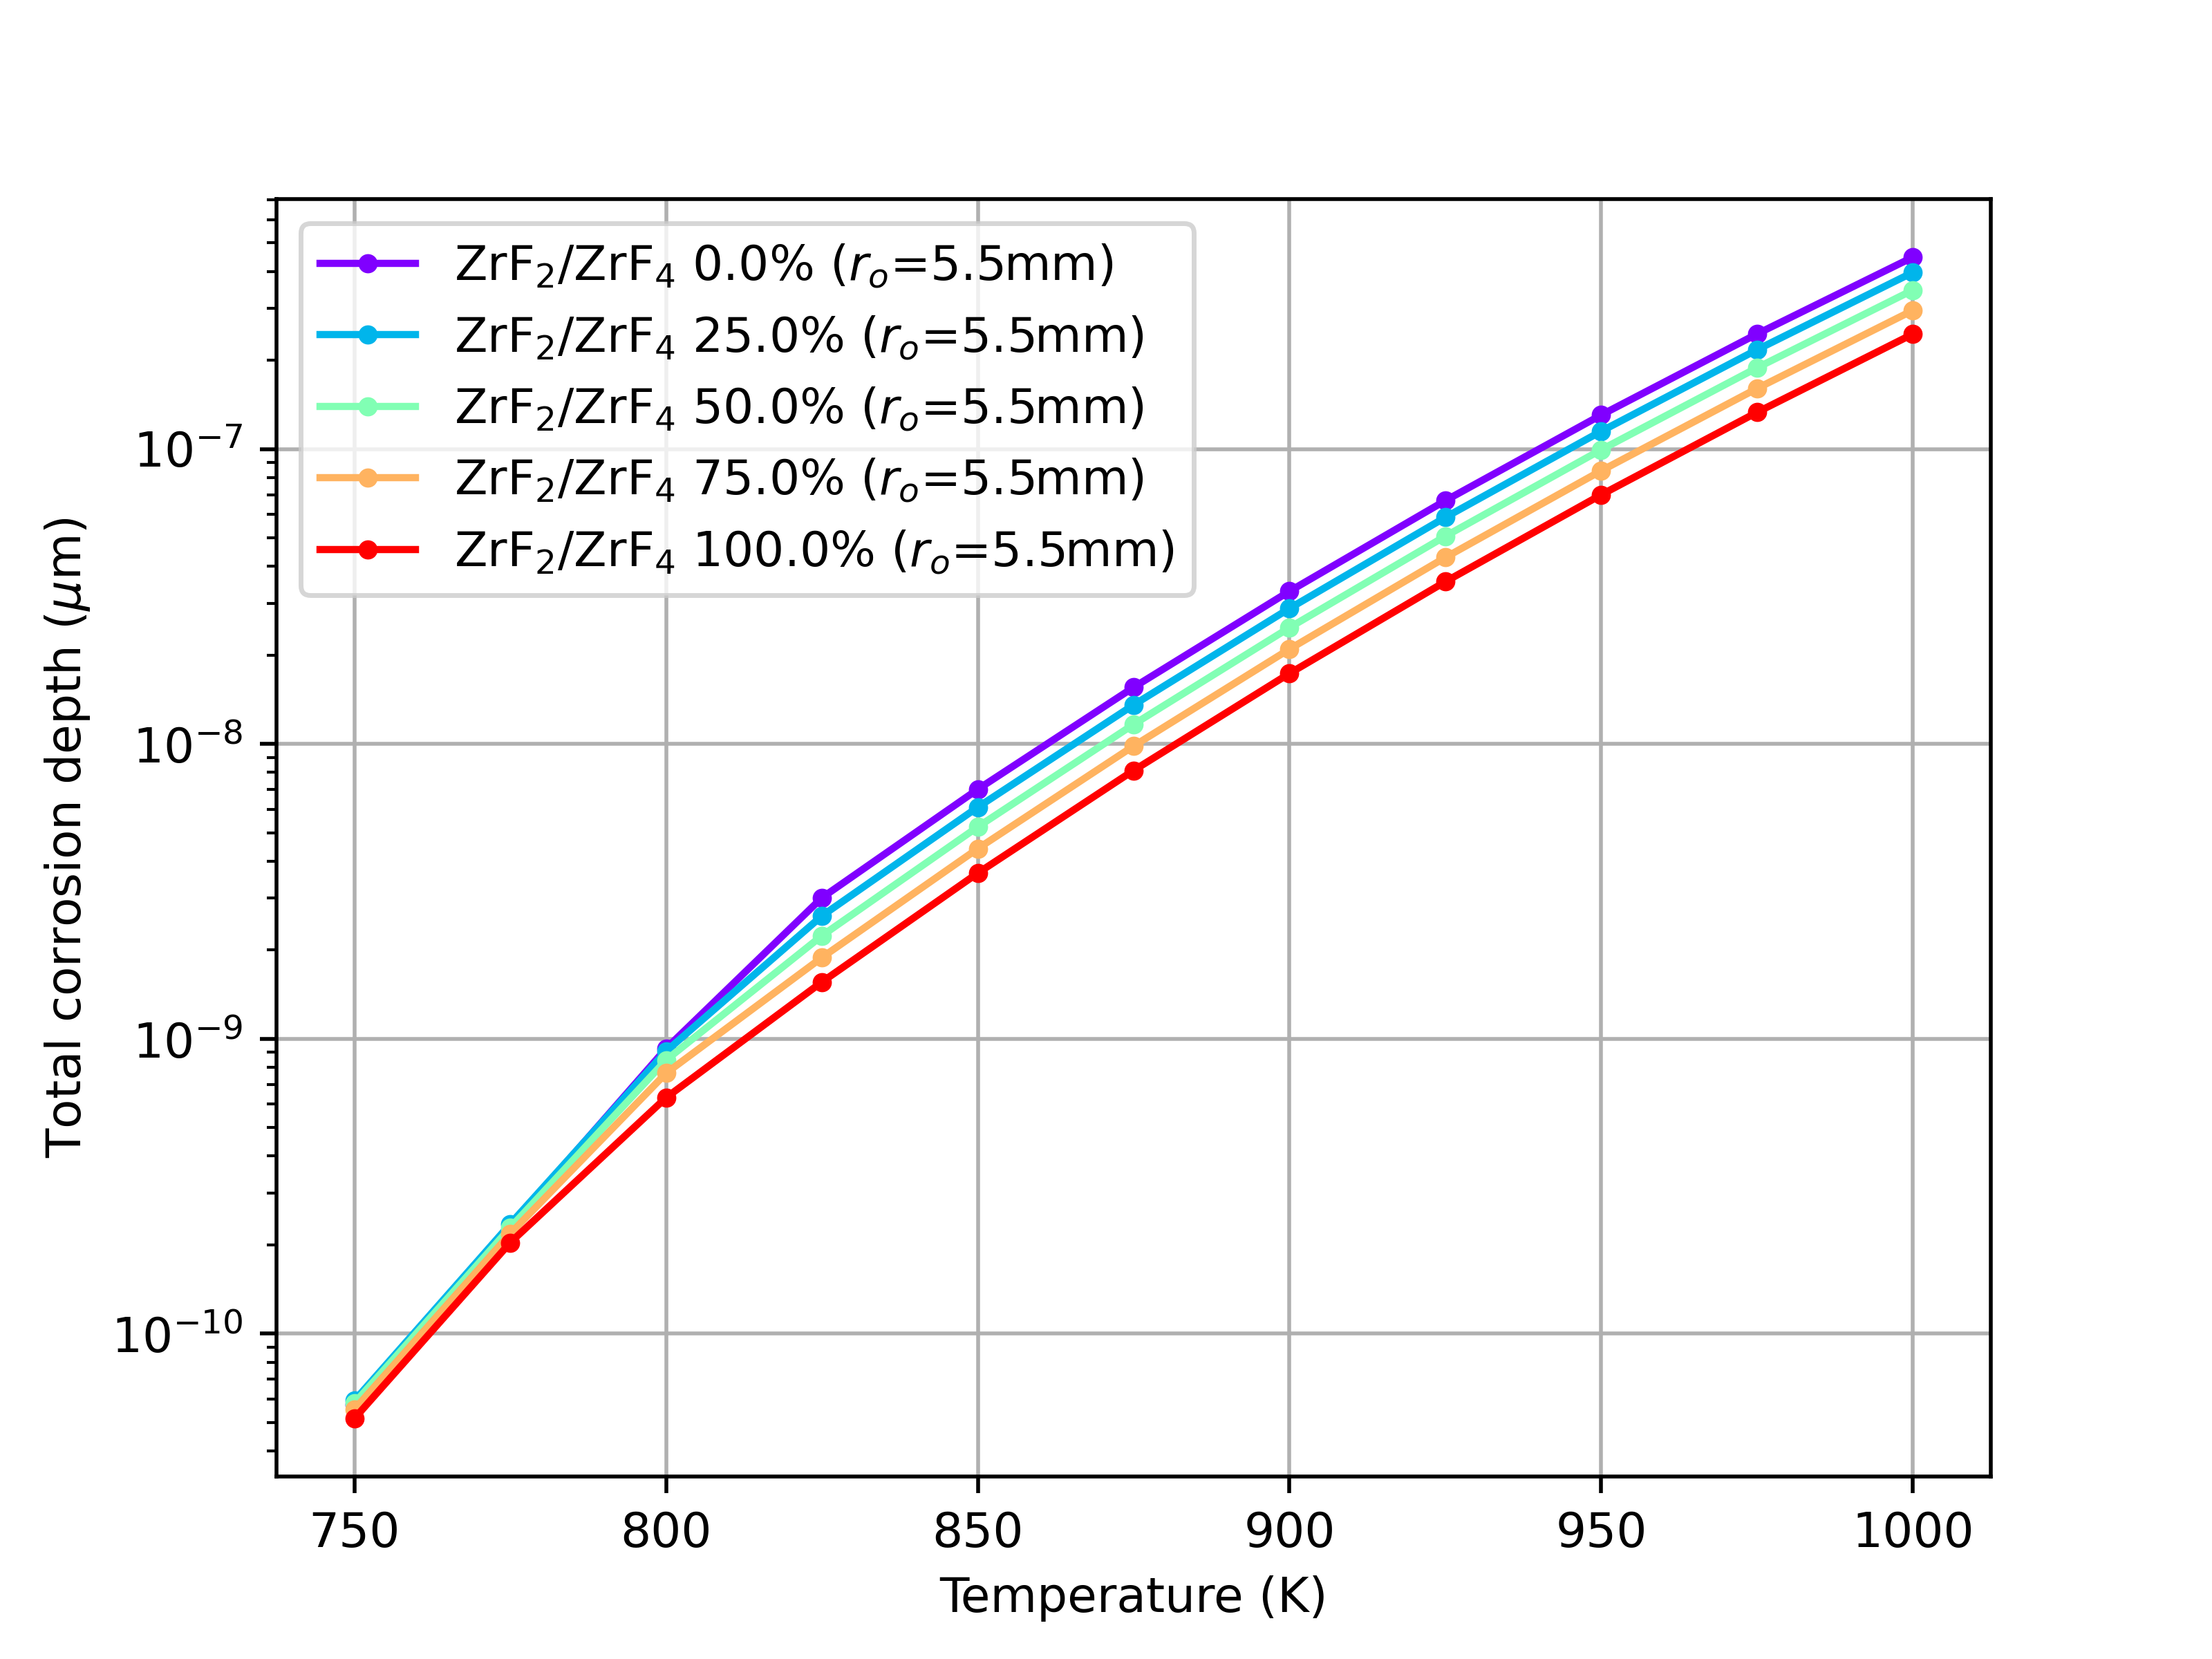 ZrF₂/ZrF₄ 0.0% (rₒ=5.5mm)
ZrF₂/ZrF₄ 25.0% (rₒ=5.5mm)
ZrF₂/ZrF₄ 50.0% (rₒ=5.5mm)
ZrF₂/ZrF₄ 75.0% (rₒ=5.5mm)
ZrF₂/ZrF₄ 100.0% (rₒ=5.5mm)
10⁻⁷
10⁻⁸
10⁻⁹
10⁻¹⁰
Total corrosion depth (μm)
750 800 850 900 950 1000
Temperature (K)